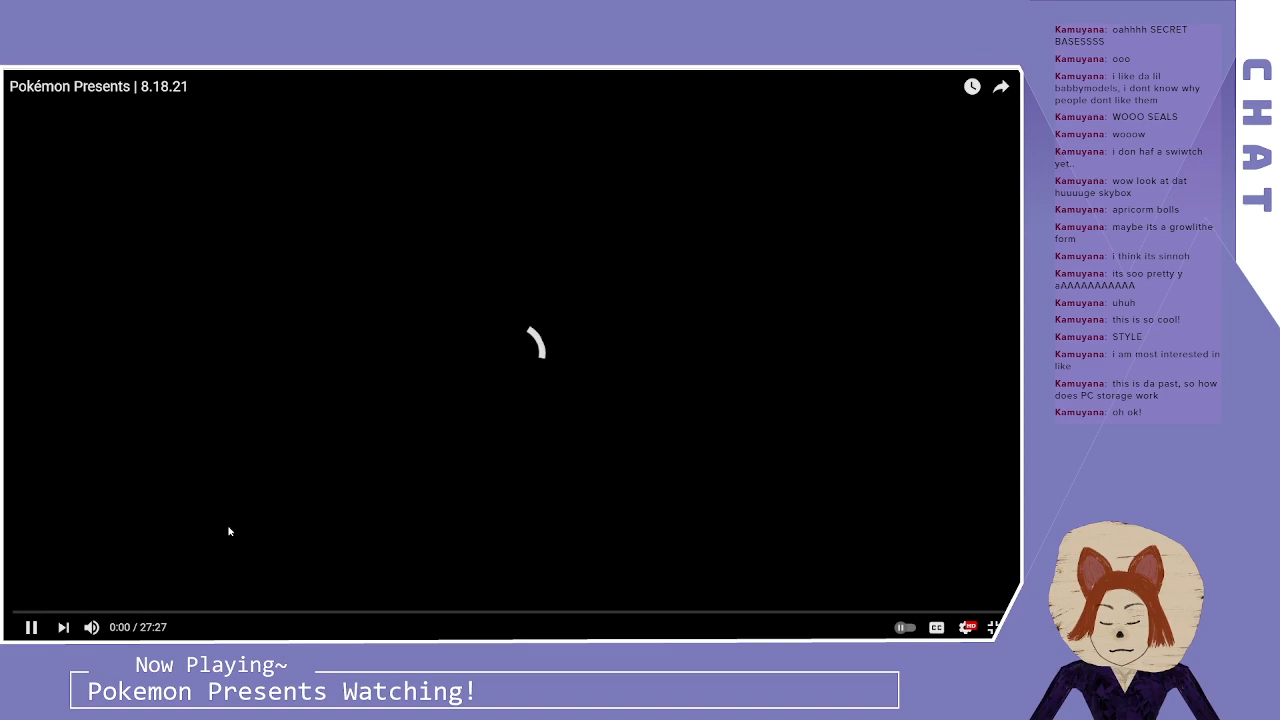 Pokémon Presents | 8.18.21
0:00 / 27:27
CC
HD
Now Playing~
Pokemon Presents Watching!
Kamuyana: oahhhh SECRET
BASESSSS
Kamuyana: ooo
Kamuyana: i like da lil
babbymodels, i dont know why
people dont like them
Kamuyana: WOOO SEALS
Kamuyana: wooow
Kamuyana: i don haf a swiwtch
yet..
Kamuyana: wow look at dat
huuuuge skybox
Kamuyana: apricorm bolls
Kamuyana: maybe its a growlithe
form
Kamuyana: i think its sinnoh
Kamuyana: its soo pretty y
aAAAAAAAAAAA
Kamuyana: uhuh
Kamuyana: this is so cool!
Kamuyana: STYLE
Kamuyana: i am most interested in
like
Kamuyana: this is da past, so how
does PC storage work
Kamuyana: oh ok!
CHAT